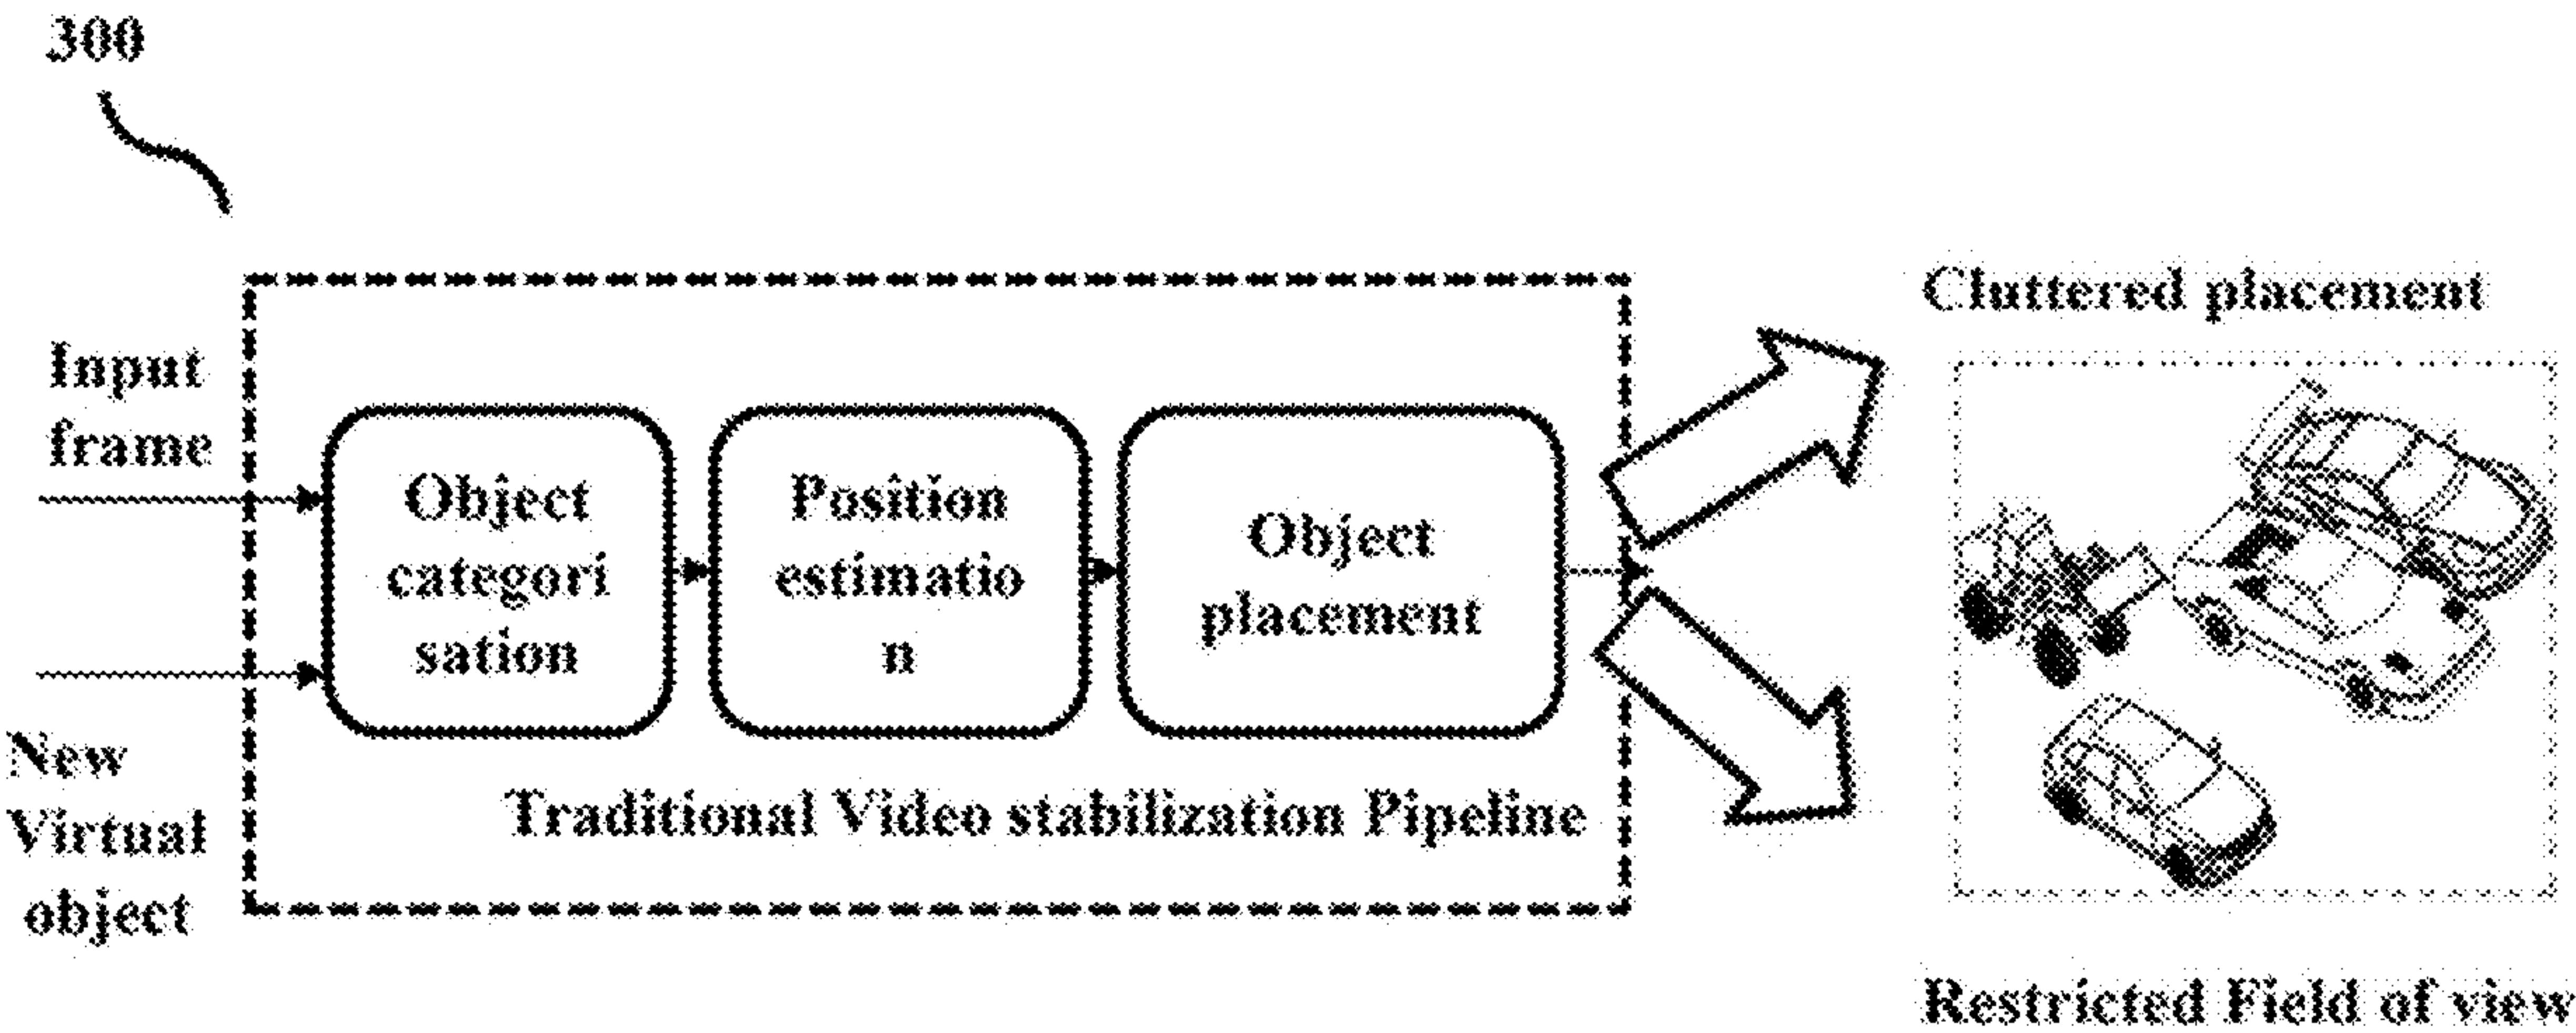 300
Cluttered placement
Input
frame
Object
categori
sation
Position
estimatio
n
Object
placement
New
Virtual
object
Traditional Video stabilization Pipeline
Restricted Field of view